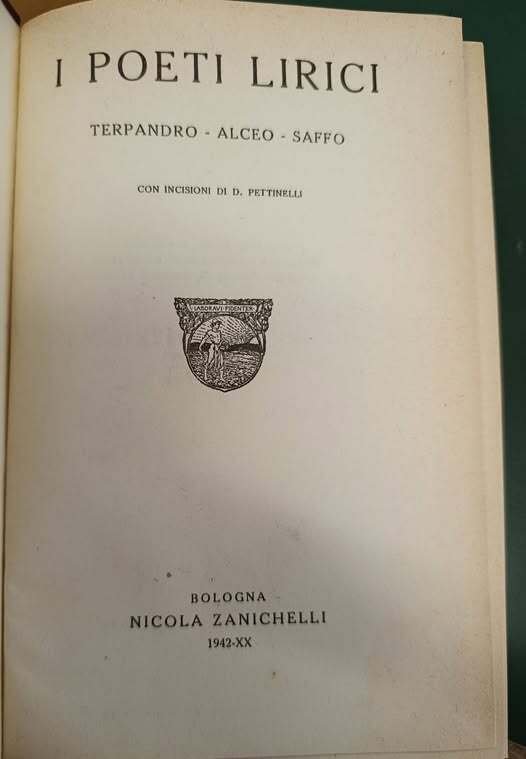 I POETI LIRICI
TERPANDRO - ALCEO - SAFFO
CON INCISIONI DI D. PETTINELLI
LABORAVI FIDENTER
BOLOGNA
NICOLA ZANICHELLI
1942-XX